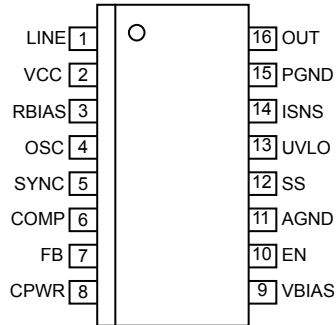 LINE 1 16 OUT
VCC 2 15 PGND
RBIAS 3 14 ISNS
OSC 4 13 UVLO
SYNC 5 12 SS
COMP 6 11 AGND
FB 7 10 EN
CPWR 8 9 VBIAS